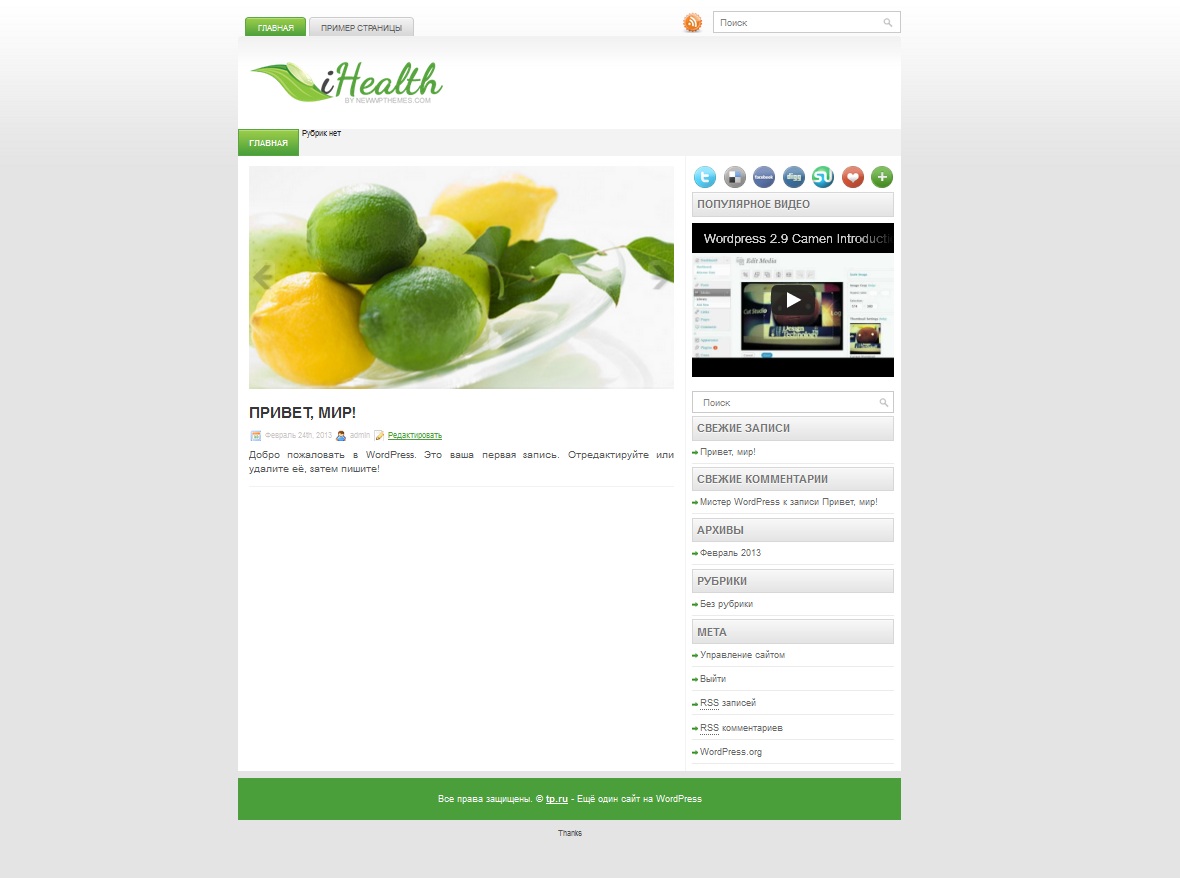 ГЛАВНАЯ
ПРИМЕР СТРАНИЦЫ
Поиск
iHealth
BY NEWWPTHEMES.COM
ГЛАВНАЯ
Рубрик нет
ПРИВЕТ, МИР!
Февраль 24th, 2013 admin Редактировать
Добро пожаловать в WordPress. Это ваша первая запись. Отредактируйте или
удалите её, затем пишите!
facebook
digg
ПОПУЛЯРНОЕ ВИДЕО
Wordpress 2.9 Camen Introducti
Edit Media
Design
Technology
Поиск
СВЕЖИЕ ЗАПИСИ
Привет, мир!
СВЕЖИЕ КОММЕНТАРИИ
Мистер WordPress к записи Привет, мир!
АРХИВЫ
Февраль 2013
РУБРИКИ
Без рубрики
МЕТА
Управление сайтом
Выйти
RSS записей
RSS комментариев
WordPress.org
Все права защищены. © tp.ru - Ещё один сайт на WordPress
Thanks